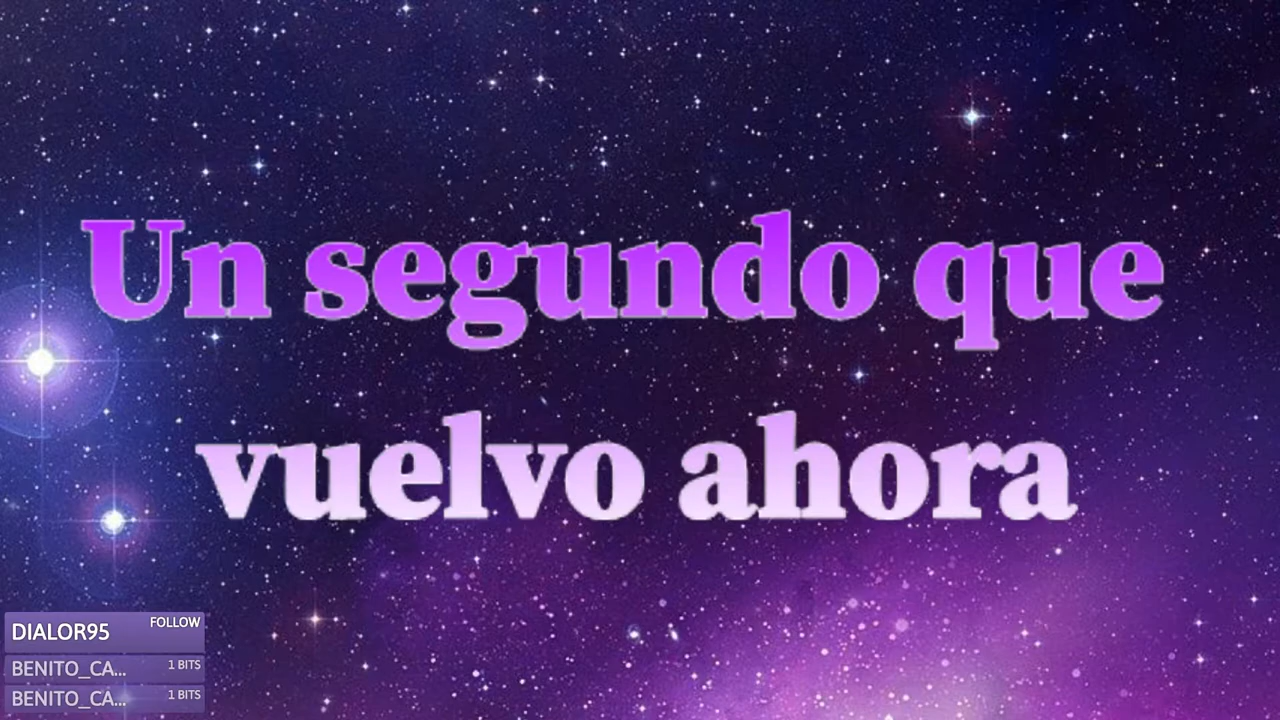 Un segundo que
vuelvo ahora
DIALOR95 FOLLOW
BENITO_CA... 1 BITS
BENITO_CA... 1 BITS